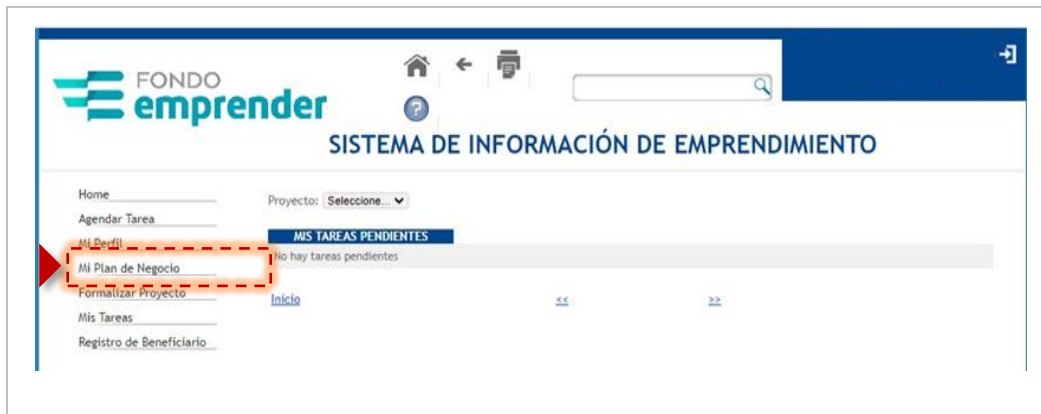 FONDO
emprender
SISTEMA DE INFORMACIÓN DE EMPRENDIMIENTO
Home
Agendar Tarea
Mi Perfil
Mi Plan de Negocio
Formalizar Proyecto
Mis Tareas
Registro de Beneficiario
Proyecto: Seleccione...
MIS TAREAS PENDIENTES
No hay tareas pendientes
Inicio << >>